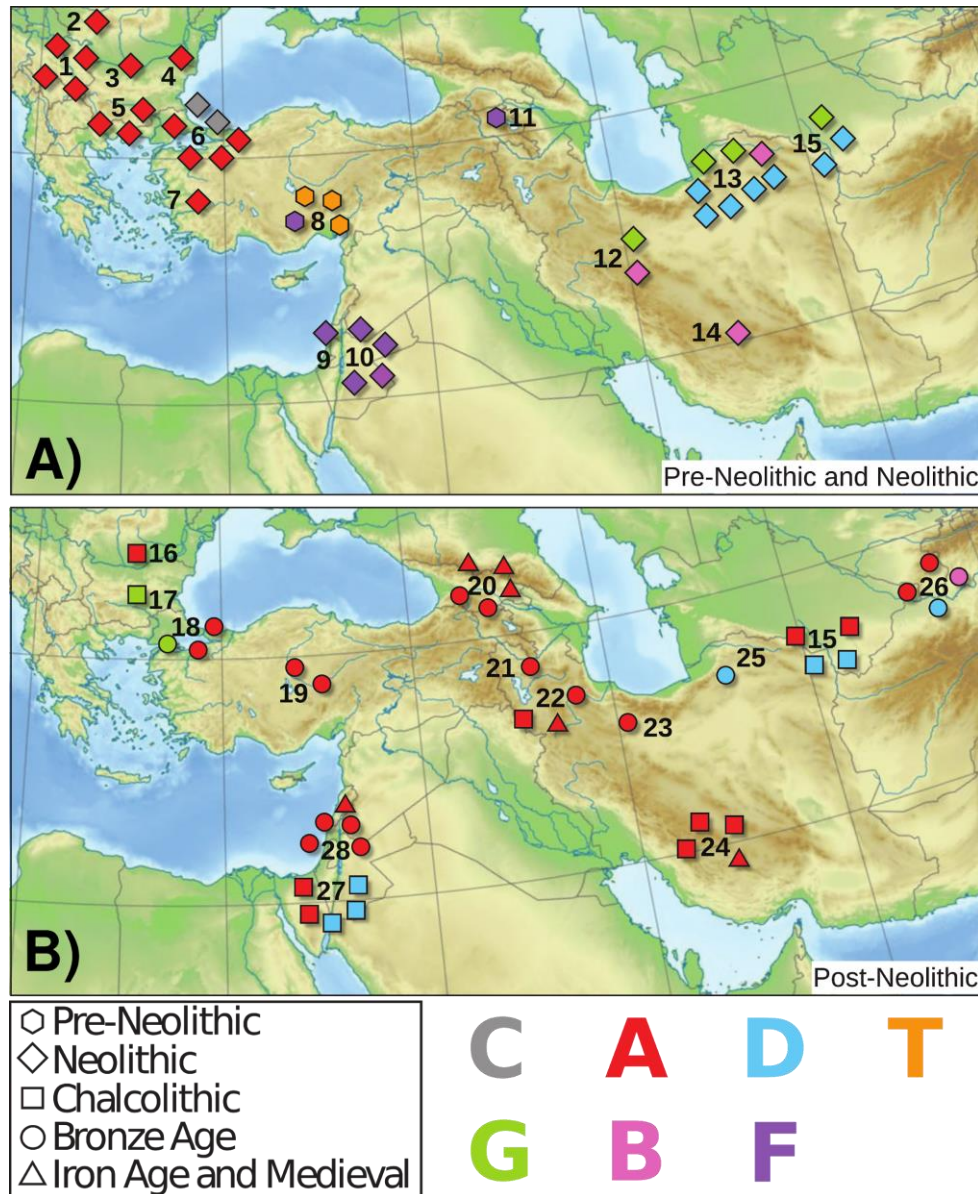 2
1
3
4
5
6
11
15
13
7
8
12
9
10
14
A)
Pre-Neolithic and Neolithic
16
17
20
26
18
15
25
21
19
22
23
28
24
27
B)
Post-Neolithic
Pre-Neolithic
Neolithic
Chalcolithic
Bronze Age
Iron Age and Medieval
C A D T
G B F